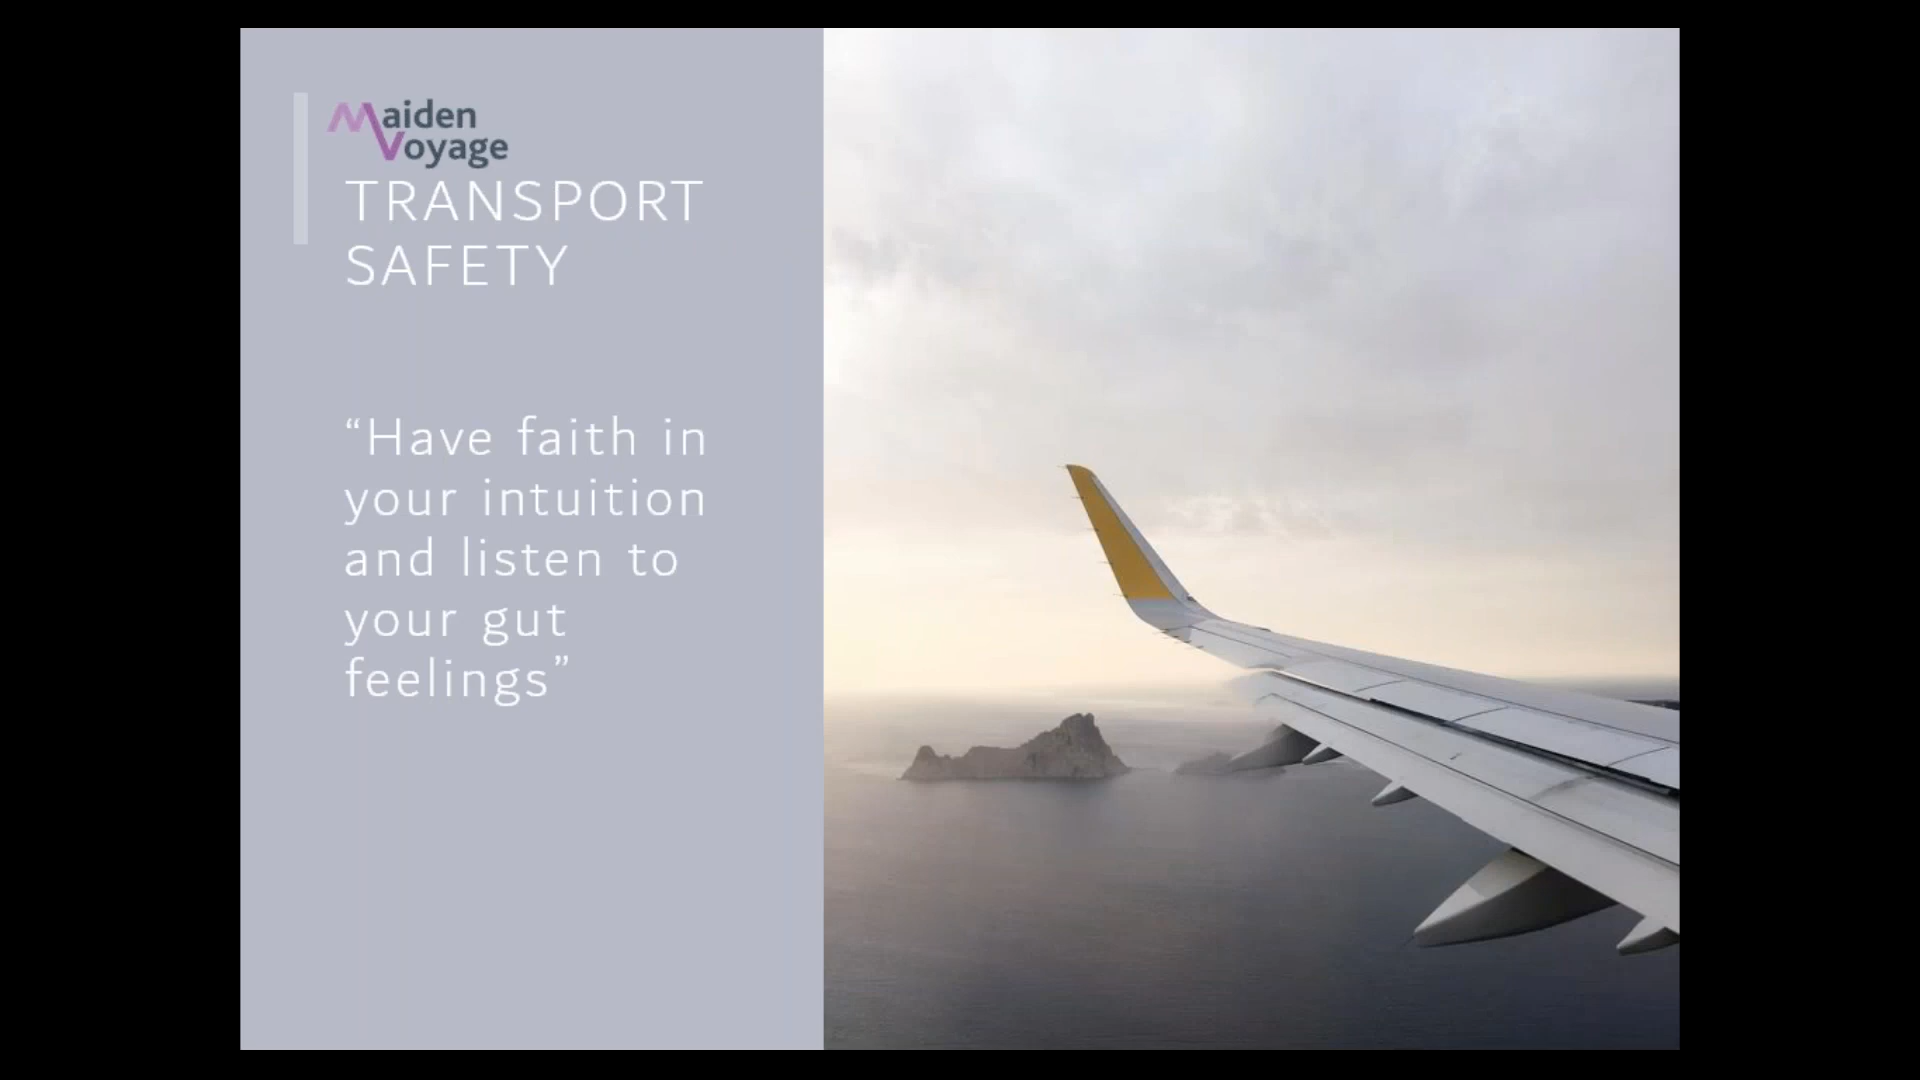 Maiden
Voyage
TRANSPORT
SAFETY
“Have faith in
your intuition
and listen to
your gut
feelings”